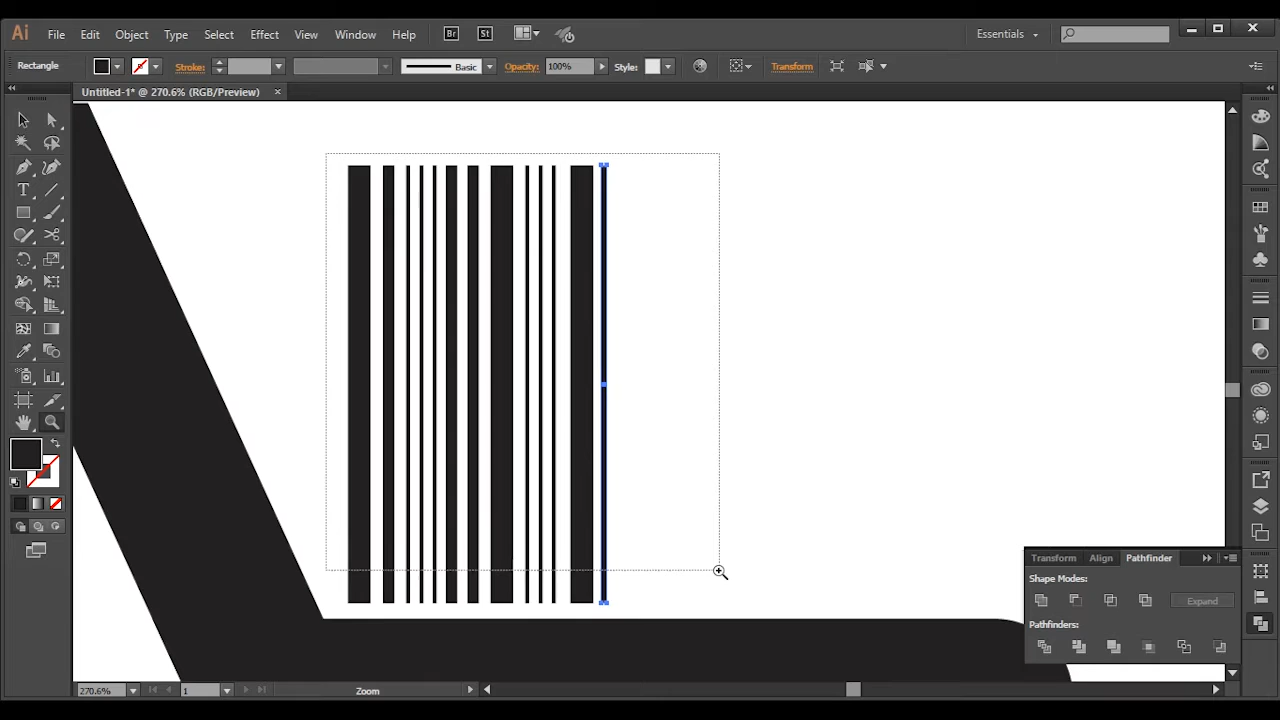 Ai File Edit Object Type Select Effect View Window Help Br St Essentials
Rectangle Stroke: Basic Opacity: 100% Style: Transform
Untitled-1* @ 270.6% (RGB/Preview) ×
Transform Align Pathfinder
Shape Modes:
Expand
Pathfinders:
270.6% 1 Zoom